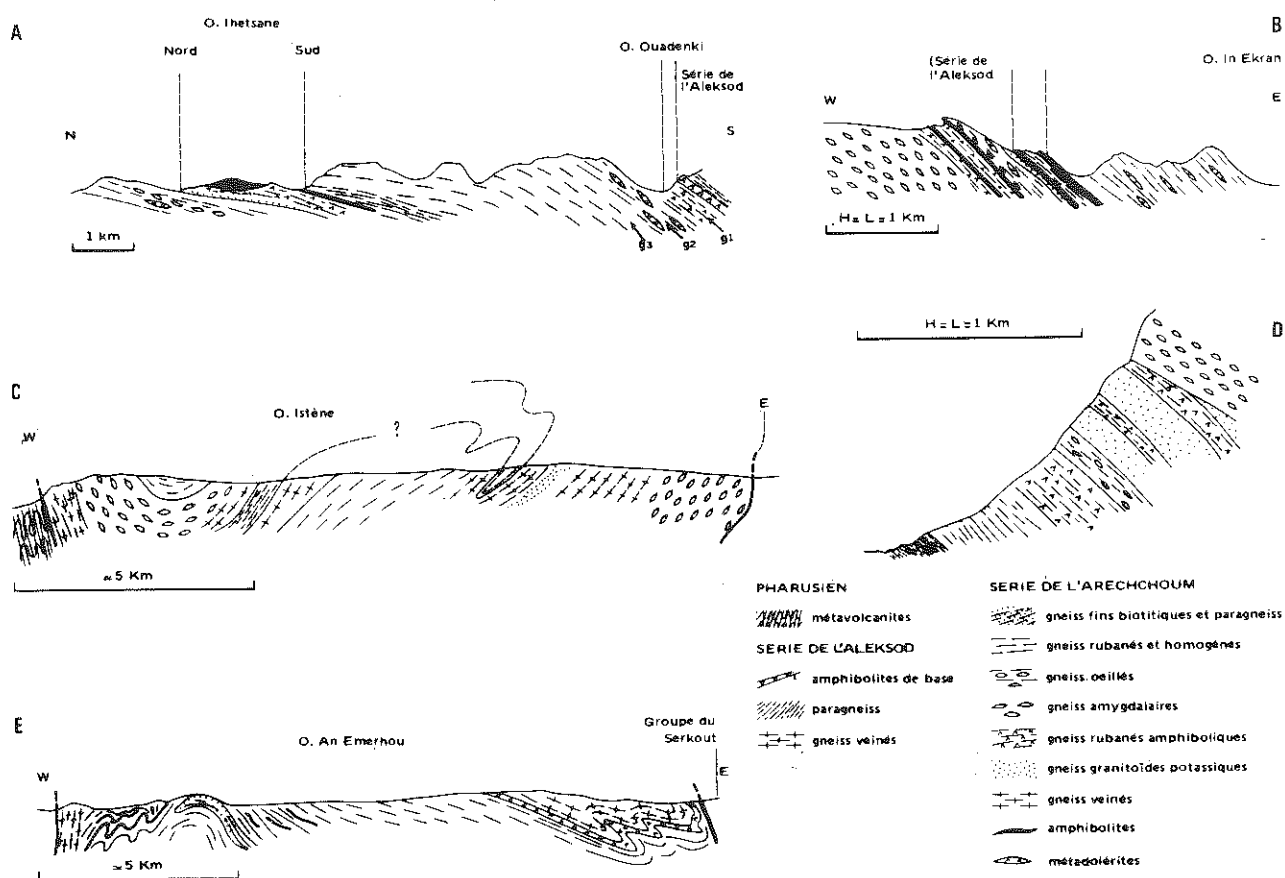 A
O. Ihetsane
Nord
Sud
O. Ouadenki
Série de
l'Aleksod
N
S
1 km
g3
g2
g1
B
(Série de
l'Aleksod
O. In Ekran
W
E
H = L = 1 Km
C
O. Istène
W
?
E
≃ 5 Km
H = L = 1 Km
D
E
O. An Emerhou
Groupe du
Serkout
W
E
≃ 5 Km
PHARUSIEN
métavolcanites
SERIE DE L'ALEKSOD
amphibolites de base
paragneiss
gneiss veinés
SERIE DE L'ARECHCHOUM
gneiss fins biotitiques et paragneiss
gneiss rubanés et homogénes
gneiss. oeillés
gneiss amygdalaires
gneiss rubanés amphiboliques
gneiss granitoïdes potassiques
gneiss veinés
amphibolites
métadolérites